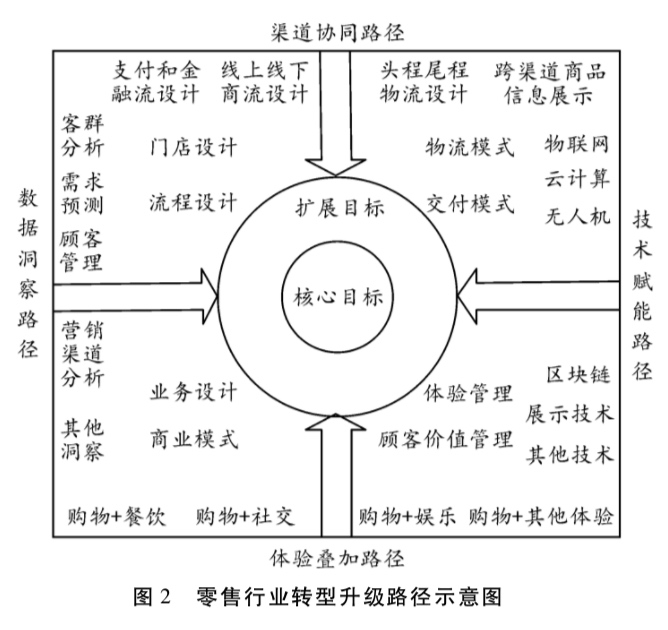 渠道协同路径
支付和金
融流设计
线上线下
商流设计
头程尾程
物流设计
跨渠道商品
信息展示
客群
分析
门店设计
物流模式
物联网
需求
预测
流程设计
扩展目标
交付模式
云计算
无人机
顾客
管理
数据洞察路径
核心目标
技术赋能路径
营销
渠道
分析
业务设计
体验管理
区块链
展示技术
其他
洞察
商业模式
顾客价值管理
其他技术
购物+餐饮
购物+社交
购物+娱乐
购物+其他体验
体验叠加路径
图2 零售行业转型升级路径示意图